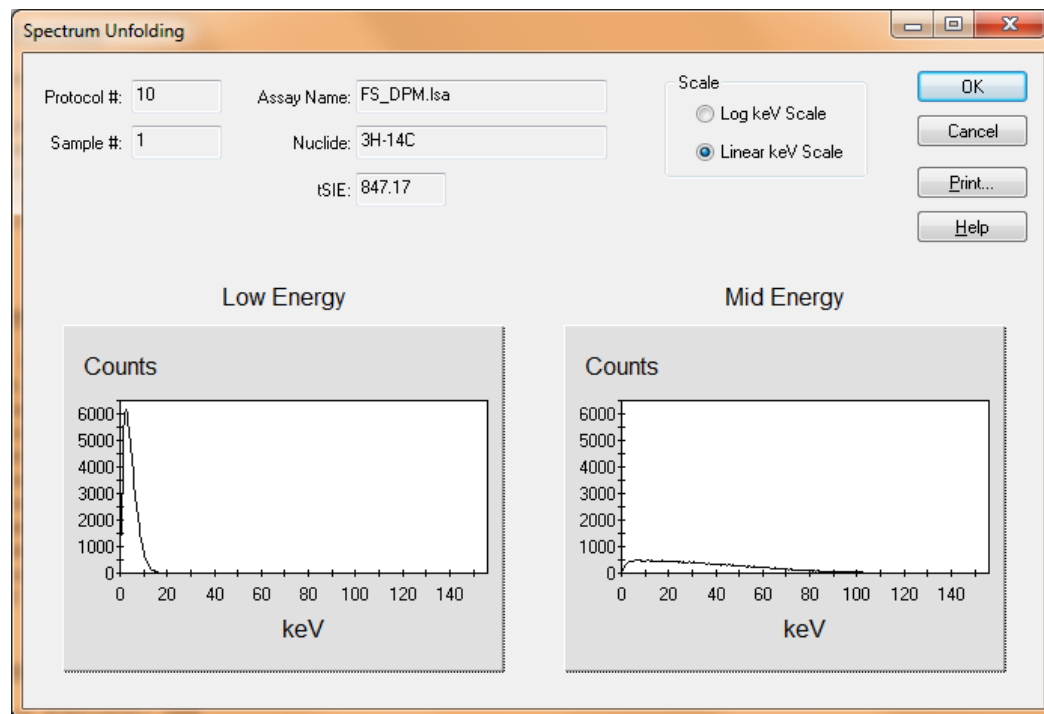 Spectrum Unfolding
Protocol #: 10
Assay Name: FS_DPM.lsa
Sample #: 1
Nuclide: 3H-14C
tSIE: 847.17
Scale
Log keV Scale
Linear keV Scale
OK
Cancel
Print...
Help
Low Energy
Counts
6000
5000
4000
3000
2000
1000
0
0 20 40 60 80 100 120 140
keV
Mid Energy
Counts
6000
5000
4000
3000
2000
1000
0
0 20 40 60 80 100 120 140
keV